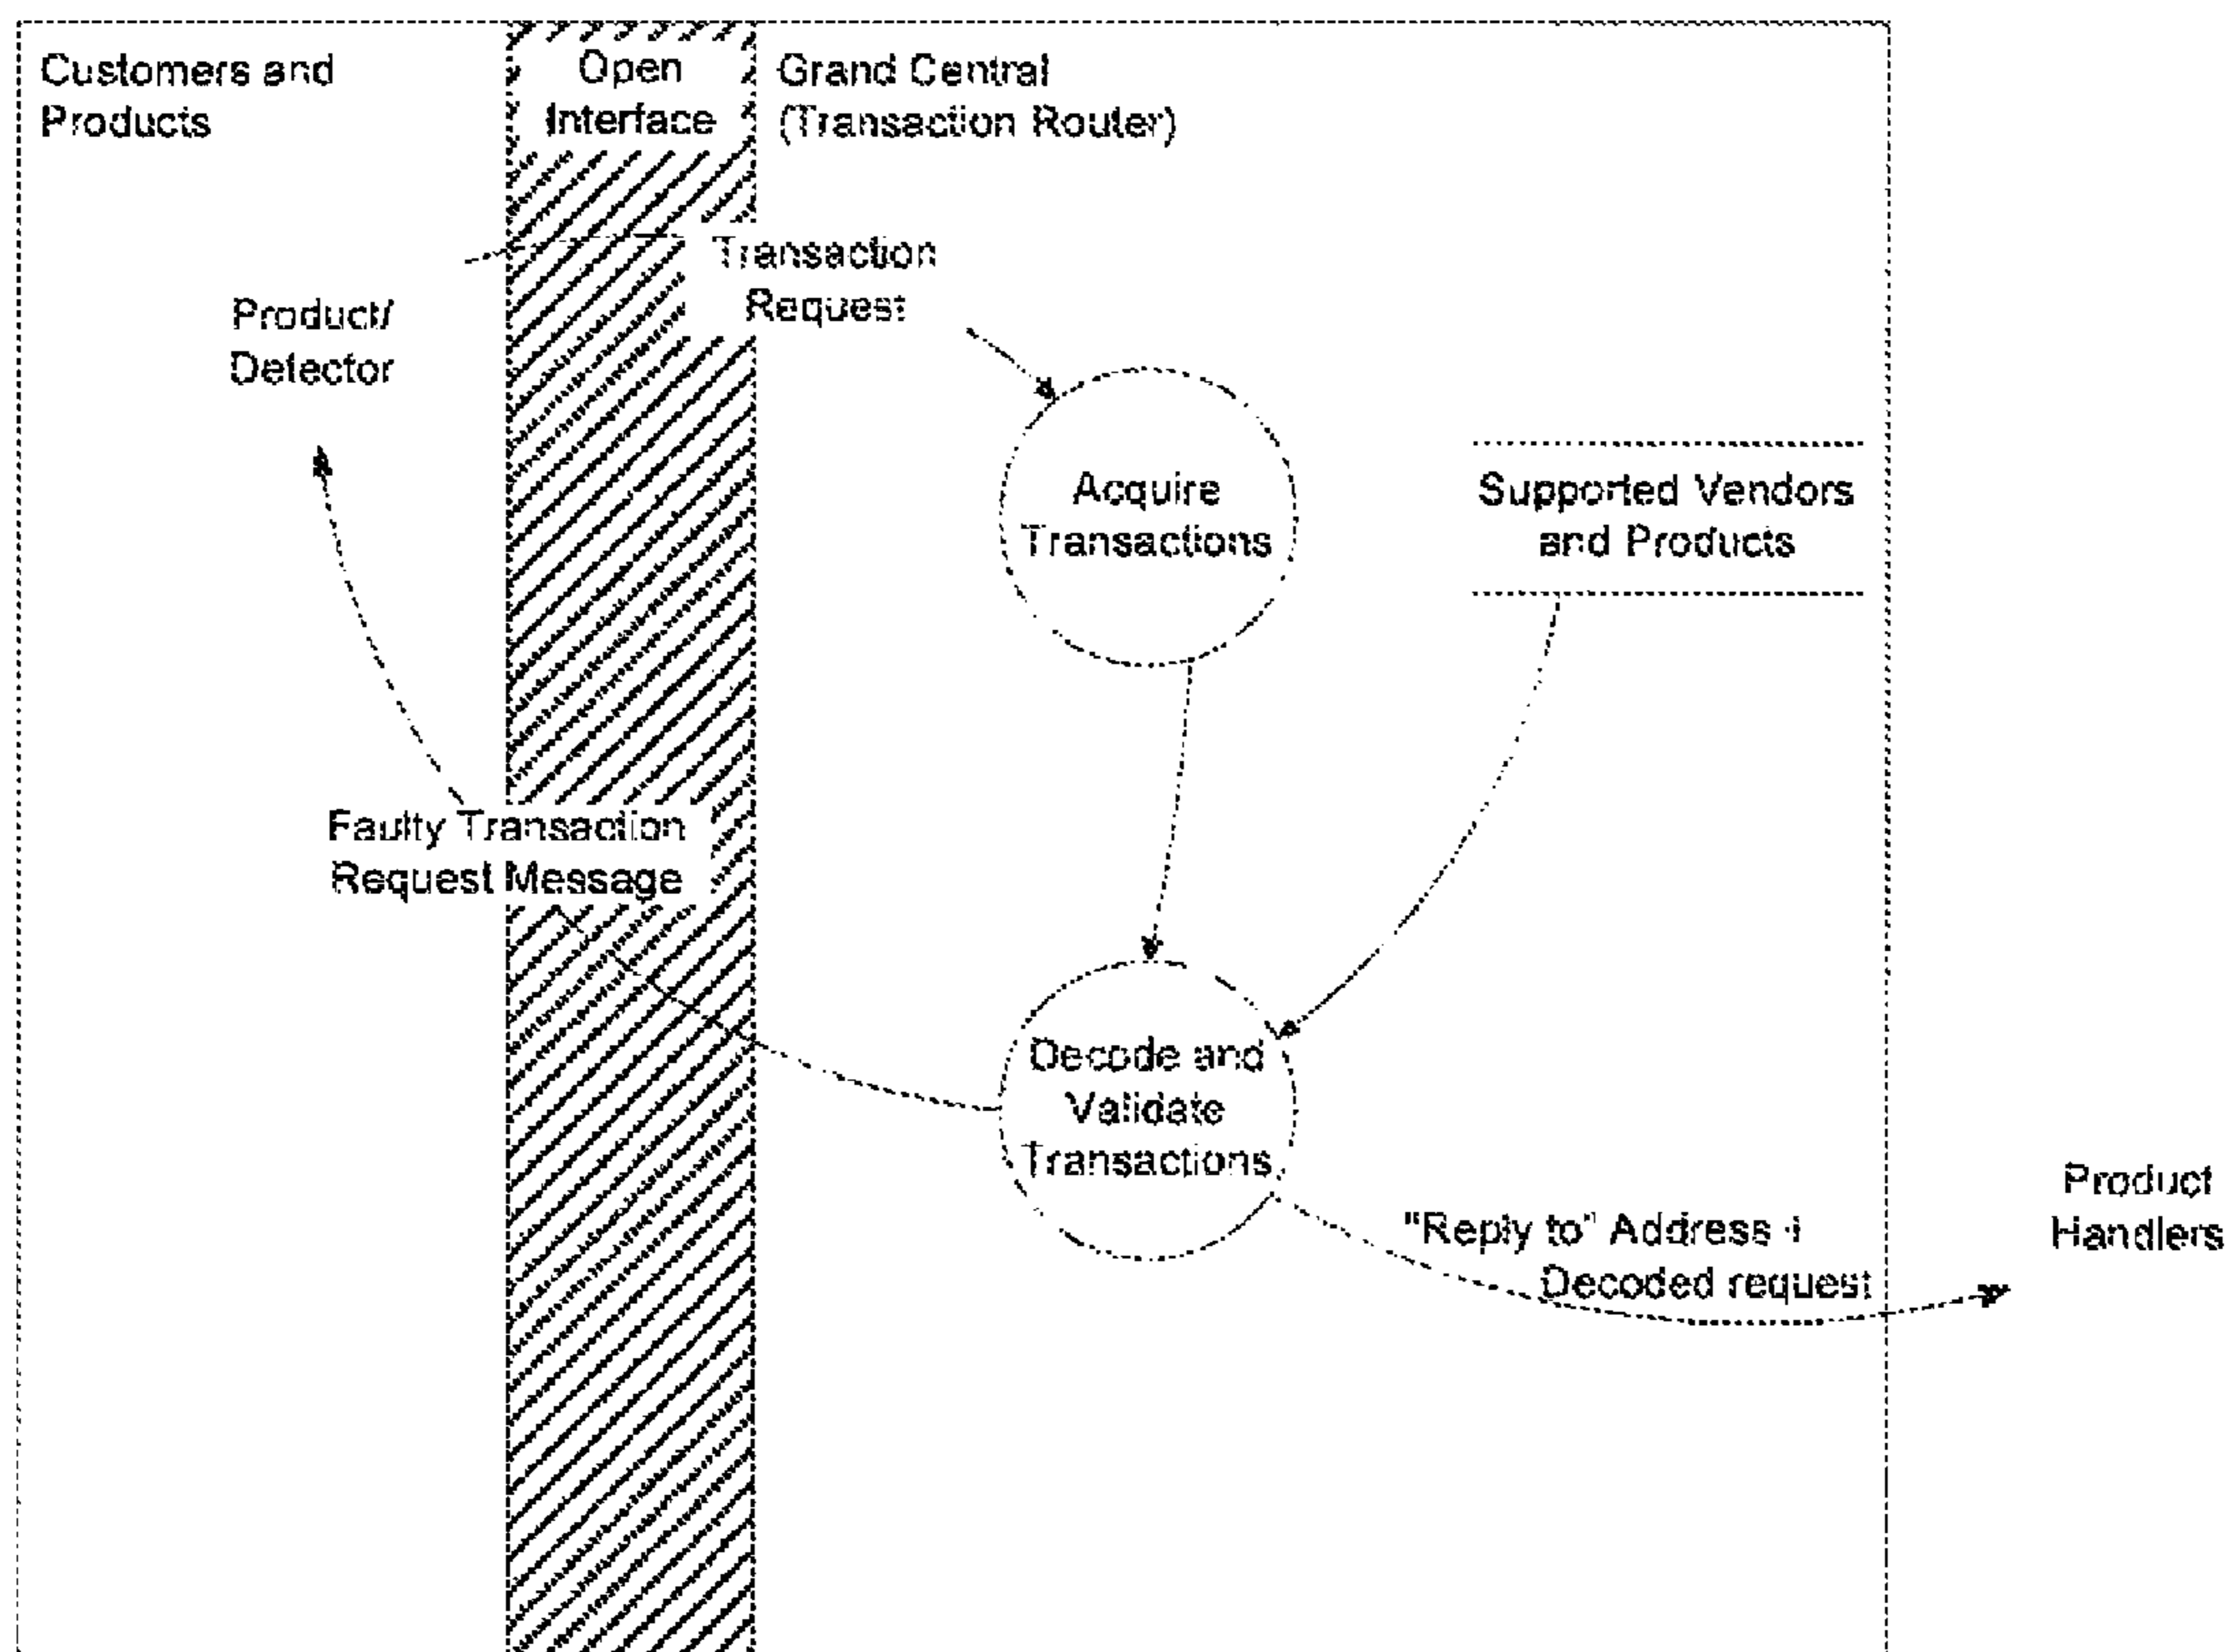 Customers and
Products
Open
Interface
Grand Central
(Transaction Router)
Transaction
Request
Product/
Detector
Acquire
Transactions
Supported Vendors
and Products
Faulty Transaction
Request Message
Decode and
Validate
Transactions
"Reply to" Address +
Decoded request
Product
Handlers